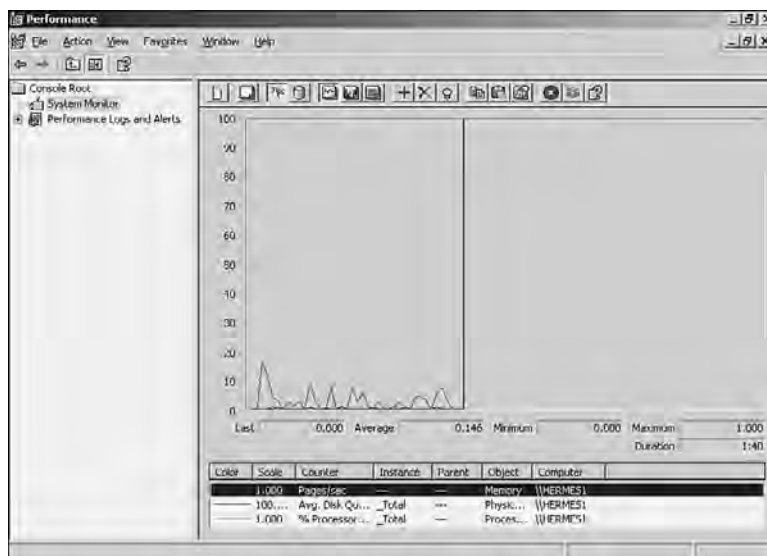 Performance
File Action View Favorites Window Help
Console Root
System Monitor
Performance Logs and Alerts
100
90
80
70
60
50
40
30
20
10
0
Last 0.000 Average 0.146 Minimum 0.000 Maximum 1.000
Duration 1:40
Color Scale Counter Instance Parent Object Computer
1.000 Pages/sec --- --- Memory \\HERMES1
100.... Avg. Disk Qu... _Total --- Physic... \\HERMES1
1.000 % Processor... _Total --- Proces... \\HERMES1